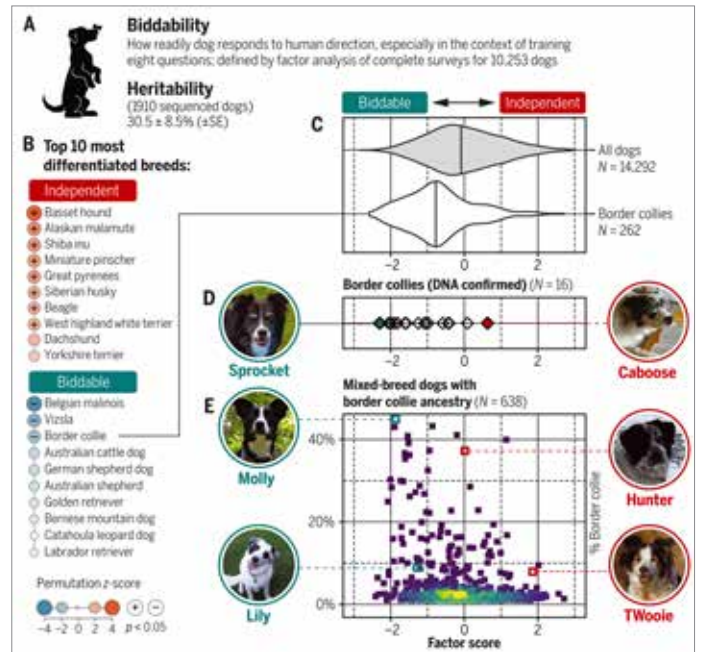 A
Biddability
How readily dog responds to human direction, especially in the context of training
eight questions; defined by factor analysis of complete surveys for 10,253 dogs
Heritability
(1910 sequenced dogs)
30.5 ± 8.5% (±SE)
B Top 10 most
differentiated breeds:
Independent
Basset hound
Alaskan malamute
Shiba inu
Miniature pinscher
Great pyrenees
Siberian husky
Beagle
West highland white terrier
Dachshund
Yorkshire terrier
Biddable
Belgian malinois
Vizsla
Border collie
Australian cattle dog
German shepherd dog
Australian shepherd
Golden retriever
Bernese mountain dog
Catahoula leopard dog
Labrador retriever
Permutation z-score
+ −
−4 −2 0 2 4 p < 0.05
Biddable Independent
C
All dogs
N = 14,292
Border collies
N = 262
−2 0 2
D
Border collies (DNA confirmed) (N = 16)
Sprocket
Caboose
E
Mixed-breed dogs with
border collie ancestry (N = 638)
40%
20%
0%
% Border collie
Molly
Hunter
Lily
TWooie
−2 0 2
Factor score